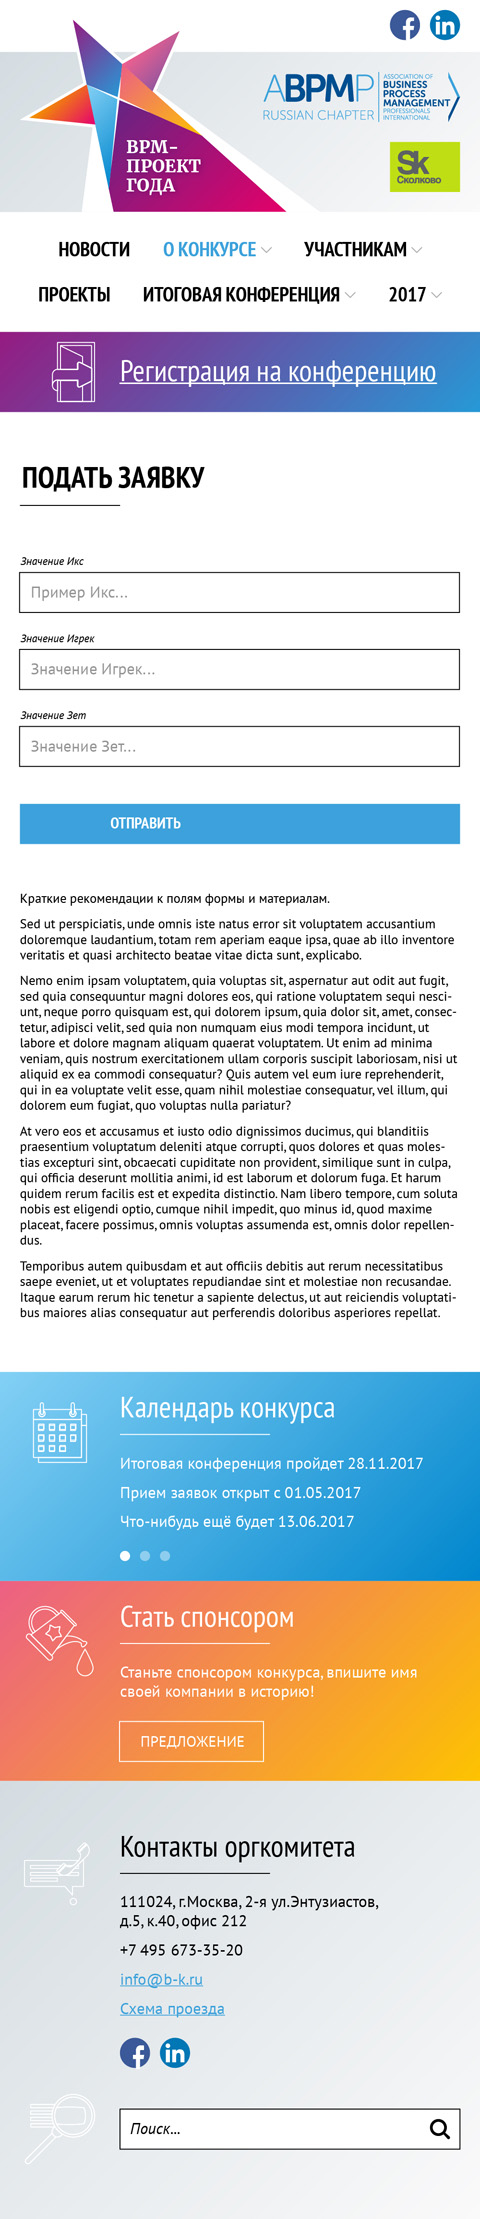 ABPMP
RUSSIAN CHAPTER
ASSOCIATION OF
BUSINESS
PROCESS
MANAGEMENT
PROFESSIONALS
INTERNATIONAL
BPM-
ПРОЕКТ
ГОДА
Sk
Сколково
НОВОСТИ О КОНКУРСЕ УЧАСТНИКАМ
ПРОЕКТЫ ИТОГОВАЯ КОНФЕРЕНЦИЯ 2017
Регистрация на конференцию
ПОДАТЬ ЗАЯВКУ
Значение Икс
Пример Икс...
Значение Игрек
Значение Игрек...
Значение Зет
Значение Зет...
ОТПРАВИТЬ
Краткие рекомендации к полям формы и материалам.
Sed ut perspiciatis, unde omnis iste natus error sit voluptatem accusantium
doloremque laudantium, totam rem aperiam eaque ipsa, quae ab illo inventore
veritatis et quasi architecto beatae vitae dicta sunt, explicabo.
Nemo enim ipsam voluptatem, quia voluptas sit, aspernatur aut odit aut fugit,
sed quia consequuntur magni dolores eos, qui ratione voluptatem sequi nesci-
unt, neque porro quisquam est, qui dolorem ipsum, quia dolor sit, amet, consec-
tetur, adipisci velit, sed quia non numquam eius modi tempora incidunt, ut
labore et dolore magnam aliquam quaerat voluptatem. Ut enim ad minima
veniam, quis nostrum exercitationem ullam corporis suscipit laboriosam, nisi ut
aliquid ex ea commodi consequatur? Quis autem vel eum iure reprehenderit,
qui in ea voluptate velit esse, quam nihil molestiae consequatur, vel illum, qui
dolorem eum fugiat, quo voluptas nulla pariatur?
At vero eos et accusamus et iusto odio dignissimos ducimus, qui blanditiis
praesentium voluptatum deleniti atque corrupti, quos dolores et quas moles-
tias excepturi sint, obcaecati cupiditate non provident, similique sunt in culpa,
qui officia deserunt mollitia animi, id est laborum et dolorum fuga. Et harum
quidem rerum facilis est et expedita distinctio. Nam libero tempore, cum soluta
nobis est eligendi optio, cumque nihil impedit, quo minus id, quod maxime
placeat, facere possimus, omnis voluptas assumenda est, omnis dolor repellen-
dus.
Temporibus autem quibusdam et aut officiis debitis aut rerum necessitatibus
saepe eveniet, ut et voluptates repudiandae sint et molestiae non recusandae.
Itaque earum rerum hic tenetur a sapiente delectus, ut aut reiciendis voluptati-
bus maiores alias consequatur aut perferendis doloribus asperiores repellat.
Календарь конкурса
Итоговая конференция пройдет 28.11.2017
Прием заявок открыт с 01.05.2017
Что-нибудь ещё будет 13.06.2017
Стать спонсором
Станьте спонсором конкурса, впишите имя
своей компании в историю!
ПРЕДЛОЖЕНИЕ
Контакты оргкомитета
111024, г.Москва, 2-я ул.Энтузиастов,
д.5, к.40, офис 212
+7 495 673-35-20
info@b-k.ru
Схема проезда
Поиск...